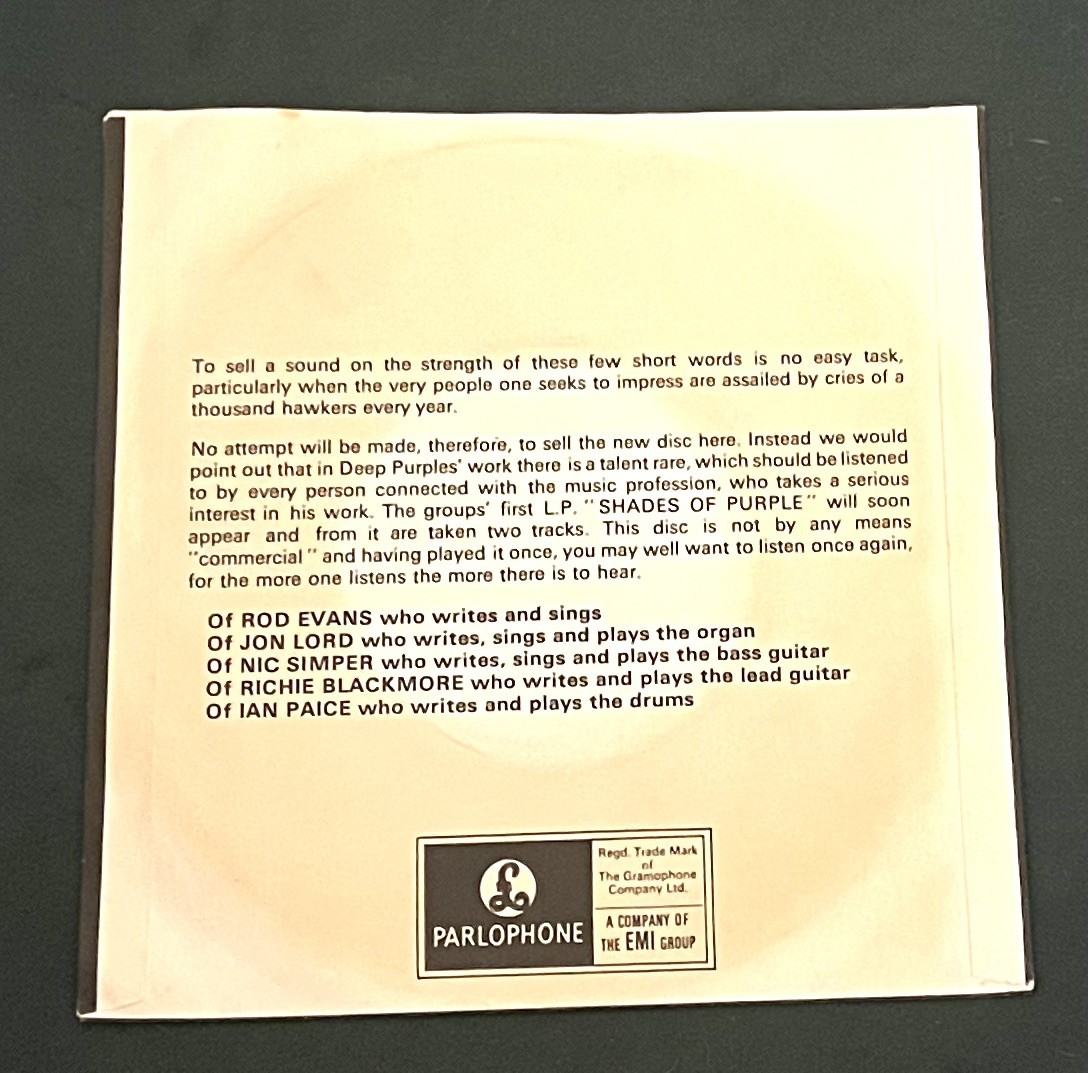 To sell a sound on the strength of these few short words is no easy task,
particularly when the very people one seeks to impress are assailed by cries of a
thousand hawkers every year.
No attempt will be made, therefore, to sell the new disc here. Instead we would
point out that in Deep Purples' work there is a talent rare, which should be listened
to by every person connected with the music profession, who takes a serious
interest in his work. The groups' first L.P. "SHADES OF PURPLE" will soon
appear and from it are taken two tracks. This disc is not by any means
"commercial" and having played it once, you may well want to listen once again,
for the more one listens the more there is to hear.
Of ROD EVANS who writes and sings
Of JON LORD who writes, sings and plays the organ
Of NIC SIMPER who writes, sings and plays the bass guitar
Of RICHIE BLACKMORE who writes and plays the lead guitar
Of IAN PAICE who writes and plays the drums
£
PARLOPHONE
Regd. Trade Mark
of
The Gramophone
Company Ltd.
A COMPANY OF
THE EMI GROUP